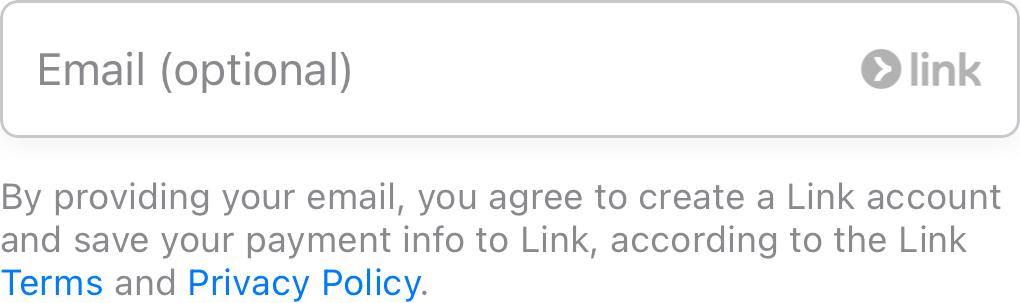 Email (optional) link
By providing your email, you agree to create a Link account
and save your payment info to Link, according to the Link
Terms and Privacy Policy.